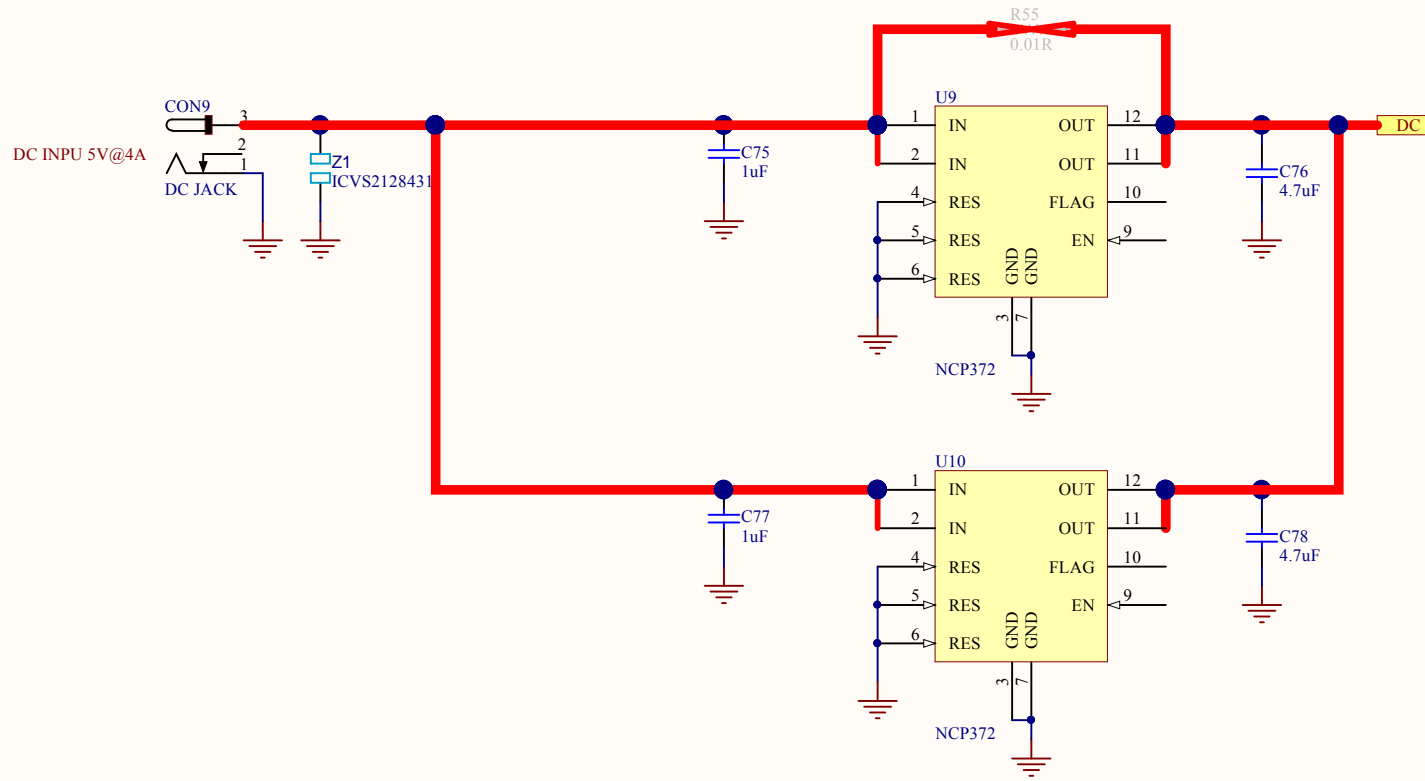 R55
0.01R
U9
CON9
3
2
1
DC INPU 5V@4A
DC JACK
Z1
ICVS2128431
C75
1uF
1 IN OUT 12
2 IN OUT 11
4 RES FLAG 10
5 RES EN 9
6 RES
GND
GND
3
7
NCP372
C76
4.7uF
DC
U10
C77
1uF
1 IN OUT 12
2 IN OUT 11
4 RES FLAG 10
5 RES EN 9
6 RES
GND
GND
3
7
NCP372
C78
4.7uF